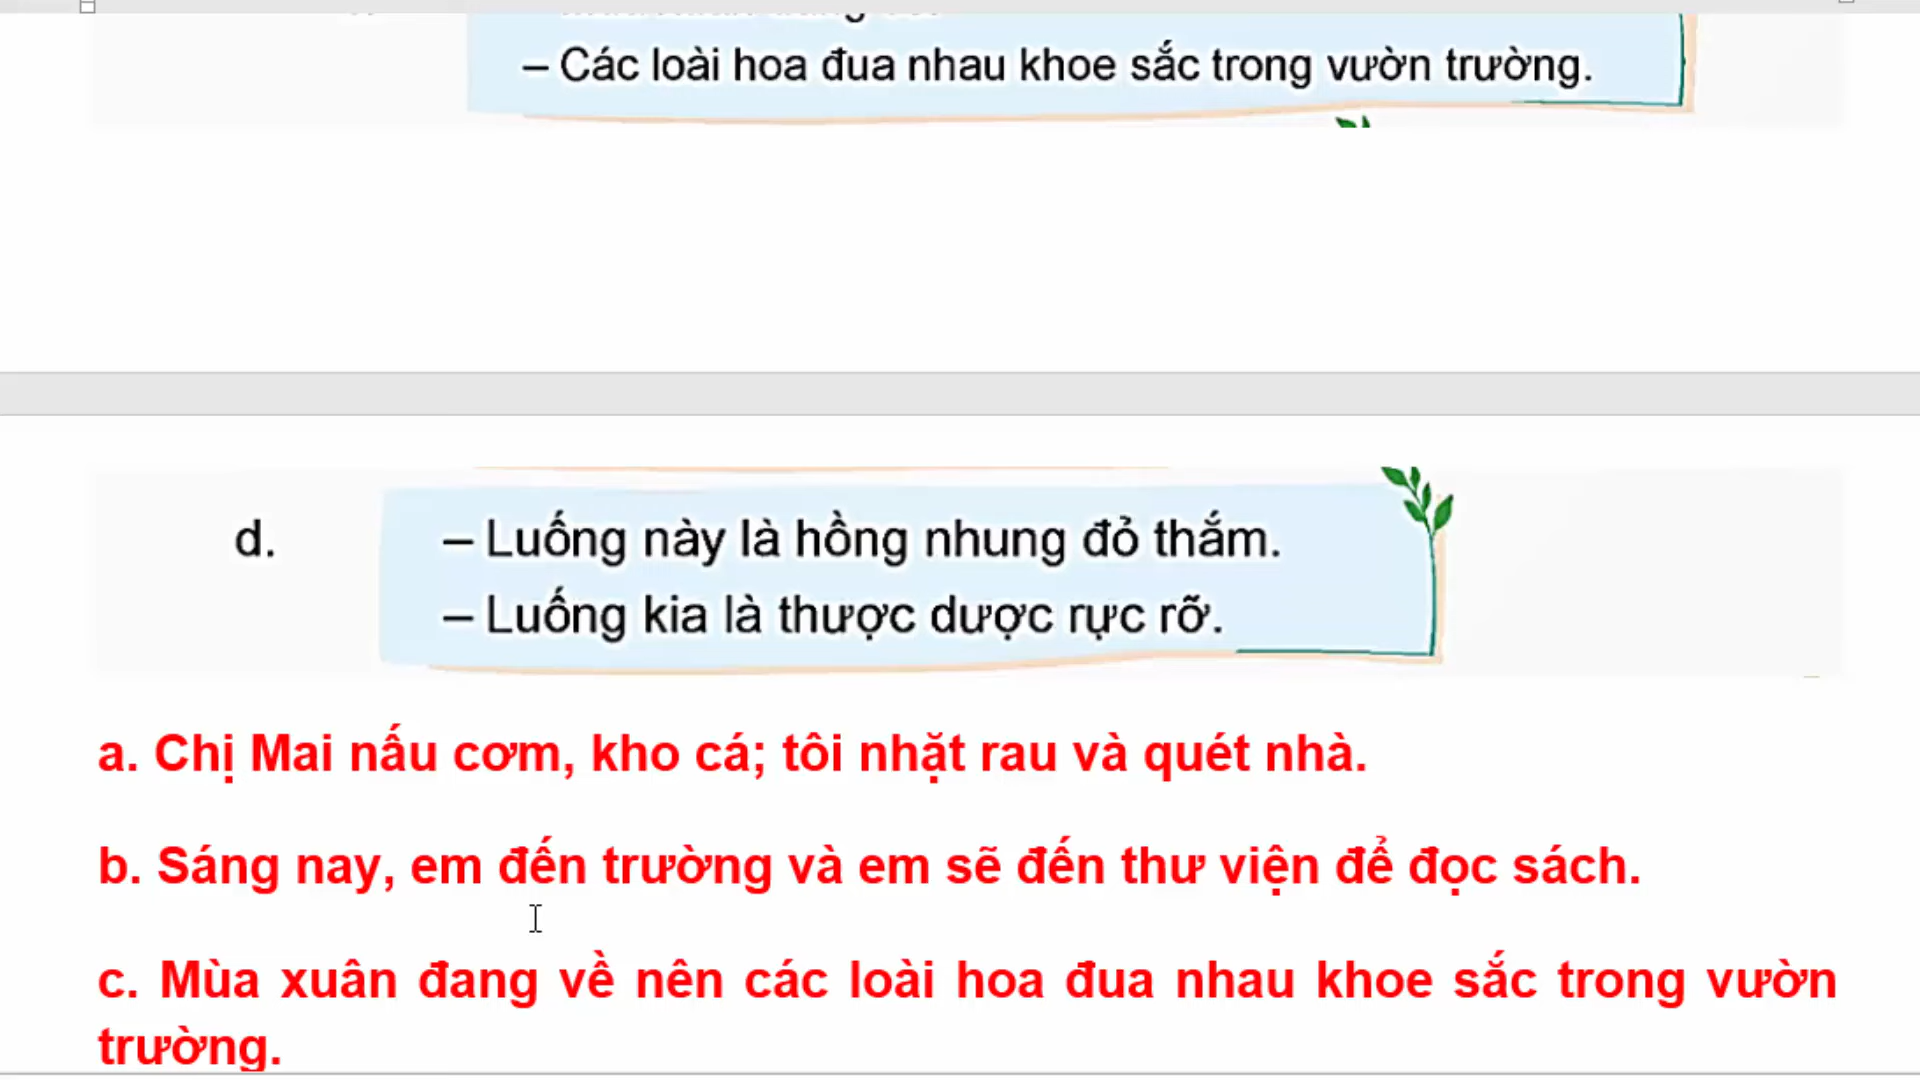 – Các loài hoa đua nhau khoe sắc trong vườn trường.
d.
– Luống này là hồng nhung đỏ thắm.
– Luống kia là thược dược rực rỡ.
a. Chị Mai nấu cơm, kho cá; tôi nhặt rau và quét nhà.
b. Sáng nay, em đến trường và em sẽ đến thư viện để đọc sách.
c. Mùa xuân đang về nên các loài hoa đua nhau khoe sắc trong vườn
trường.